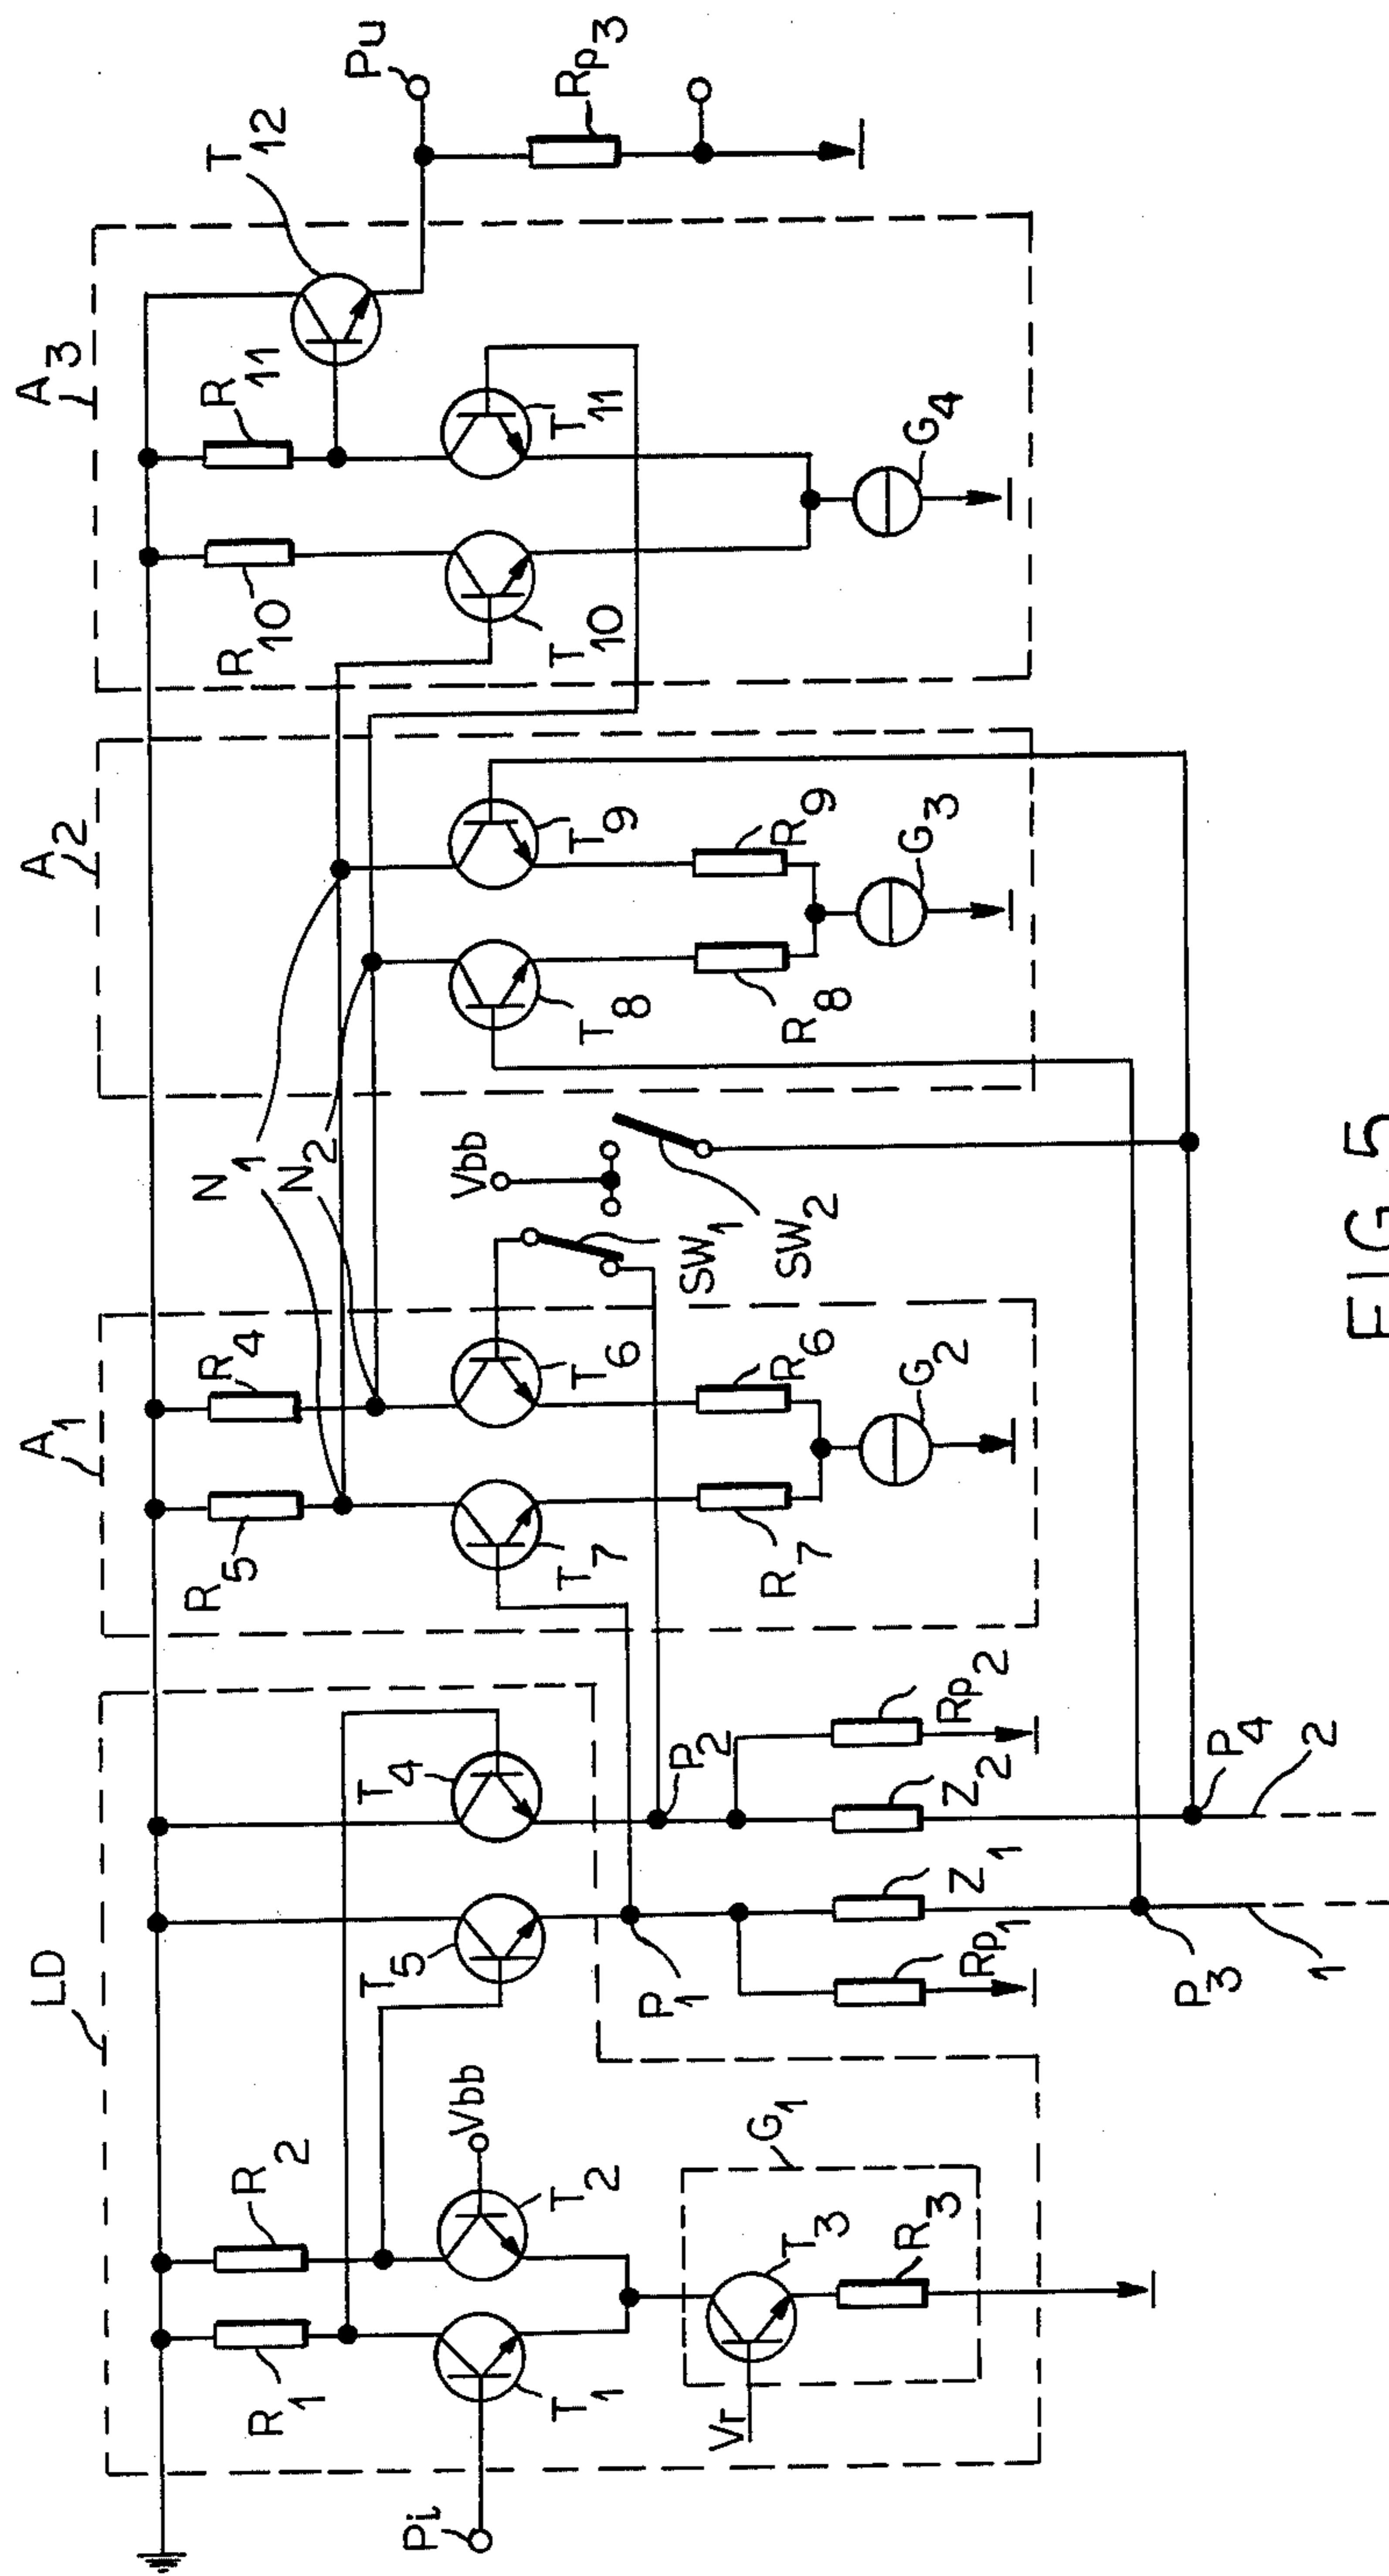 LD
A1
A2
A3
T12
Pu
Rp3
R1
R2
R5
R4
R10
R11
N1
N2
Pi
Vbb
T1
T2
T5
T4
T7
T6
Vbb
T8
T9
T10
T11
SW1
SW2
Vr
G1
T3
R3
P1
P2
R7
R6
G2
R8
R9
G3
G4
Rp1
Z1
Z2
Rp2
P3
P4
1
2
FIG 5